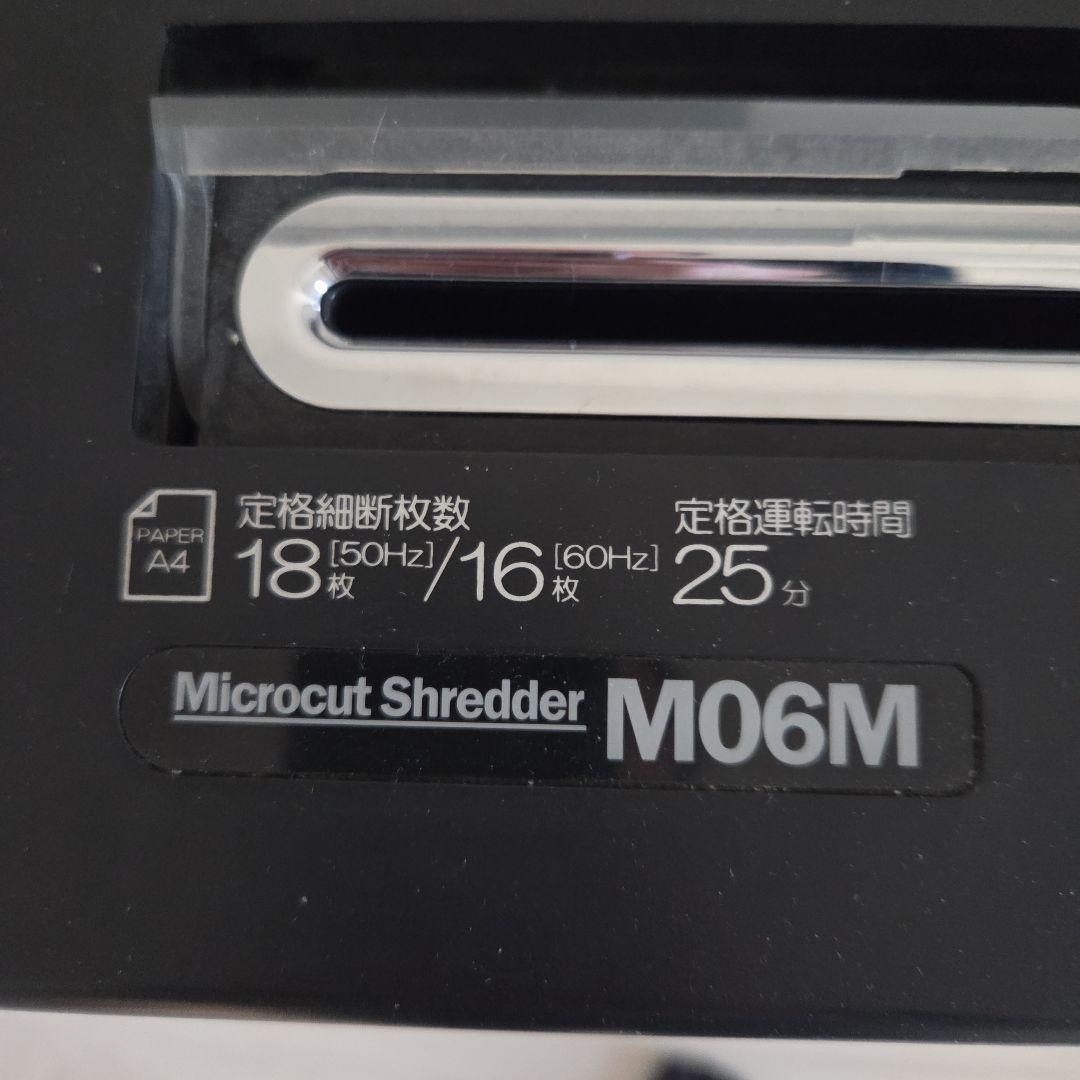 PAPER
A4
定格細断枚数
18枚[50Hz]/16枚[60Hz]
定格運転時間
25分
Microcut Shredder M06M